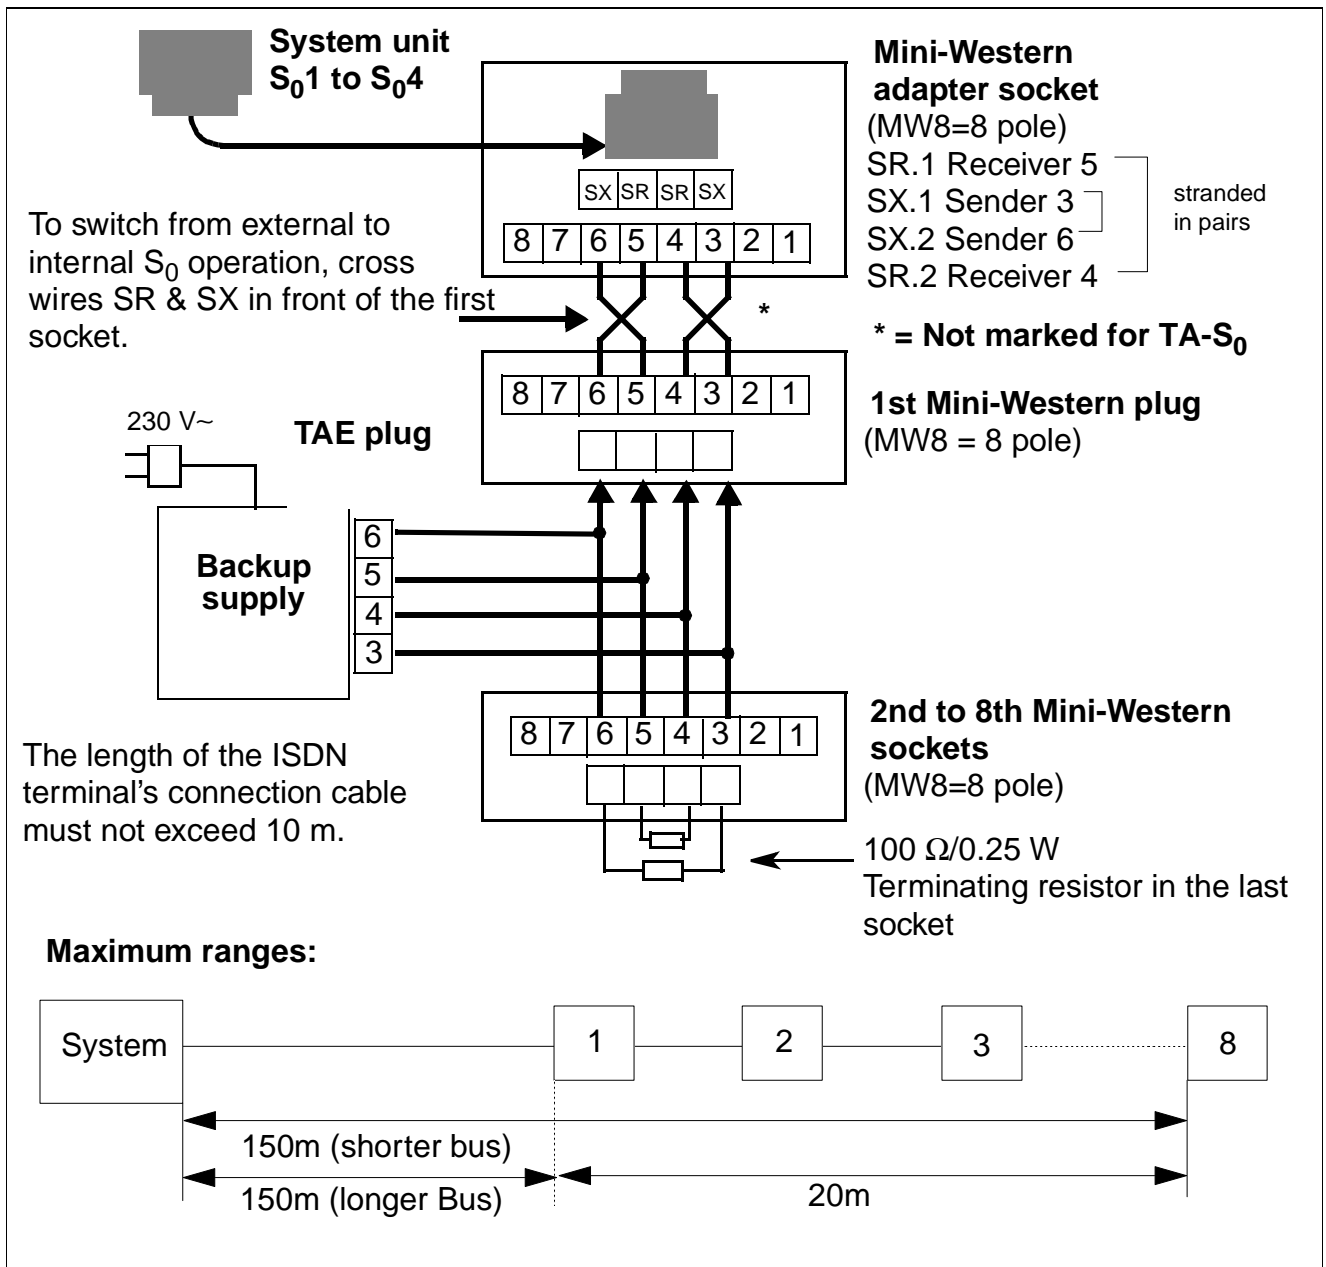 System unit
S₀1 to S₀4
Mini-Western
adapter socket
(MW8=8 pole)
SR.1 Receiver 5
SX.1 Sender 3
SX.2 Sender 6
SR.2 Receiver 4
stranded
in pairs
SX SR SR SX
8 7 6 5 4 3 2 1
To switch from external to
internal S₀ operation, cross
wires SR & SX in front of the first
socket.
*
* = Not marked for TA-S₀
8 7 6 5 4 3 2 1
1st Mini-Western plug
(MW8 = 8 pole)
230 V~
TAE plug
Backup
supply
6
5
4
3
8 7 6 5 4 3 2 1
2nd to 8th Mini-Western
sockets
(MW8=8 pole)
The length of the ISDN
terminal's connection cable
must not exceed 10 m.
100 Ω/0.25 W
Terminating resistor in the last
socket
Maximum ranges:
System
1
2
3
8
150m (shorter bus)
150m (longer Bus)
20m